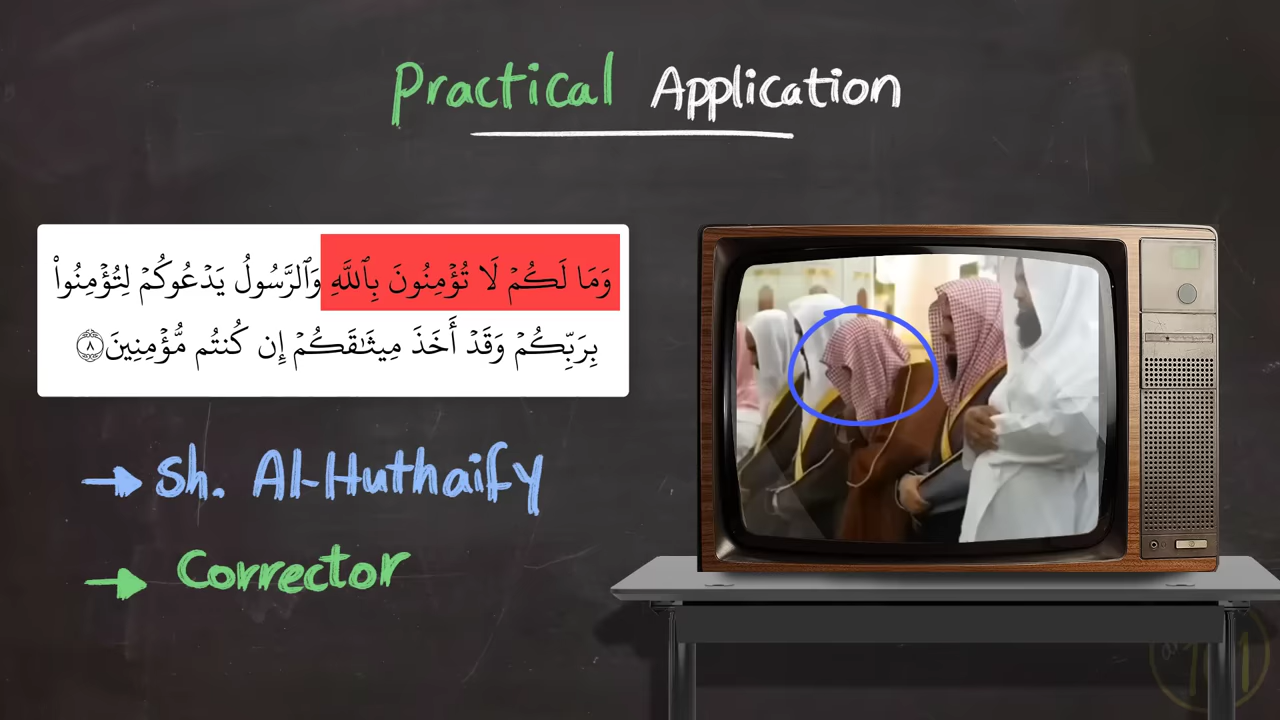 Practical Application
وَمَا لَكُمۡ لَا تُؤۡمِنُونَ بِٱللَّهِ وَٱلرَّسُولُ يَدۡعُوكُمۡ لِتُؤۡمِنُواْ
بِرَبِّكُمۡ وَقَدۡ أَخَذَ مِيثَٰقَكُمۡ إِن كُنتُم مُّؤۡمِنِينَ ٨
→ Sh. Al-Huthaify
→ Corrector